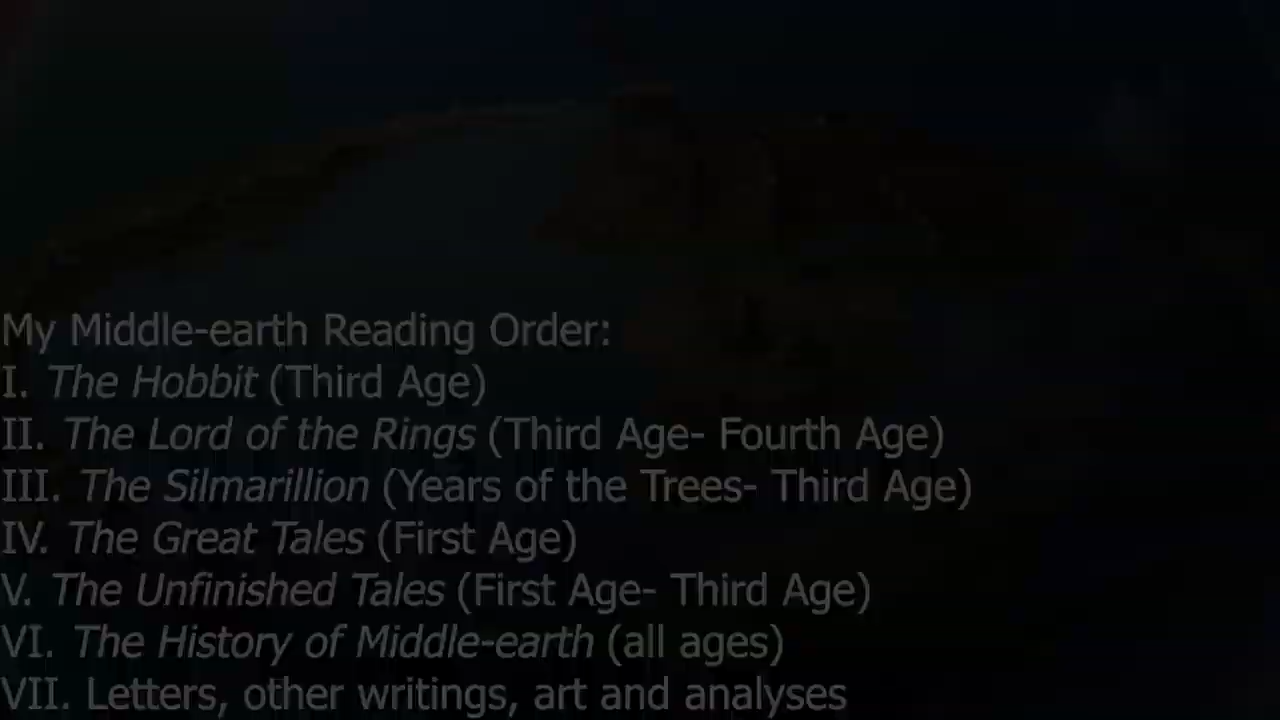 My Middle-earth Reading Order:
I. The Hobbit (Third Age)
II. The Lord of the Rings (Third Age- Fourth Age)
III. The Silmarillion (Years of the Trees- Third Age)
IV. The Great Tales (First Age)
V. The Unfinished Tales (First Age- Third Age)
VI. The History of Middle-earth (all ages)
VII. Letters, other writings, art and analyses